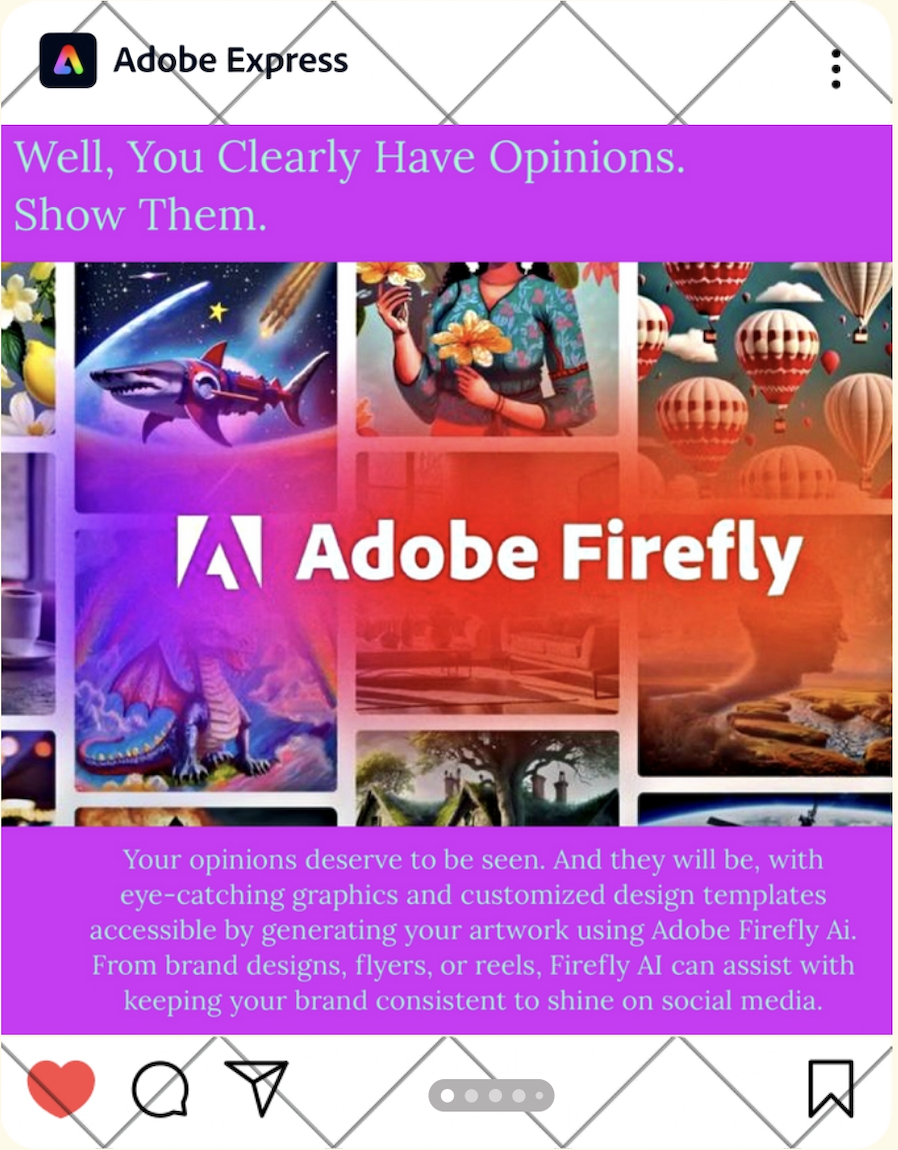 Adobe Express
Well, You Clearly Have Opinions.
Show Them.
Adobe Firefly
Your opinions deserve to be seen. And they will be, with
eye-catching graphics and customized design templates
accessible by generating your artwork using Adobe Firefly Ai.
From brand designs, flyers, or reels, Firefly AI can assist with
keeping your brand consistent to shine on social media.